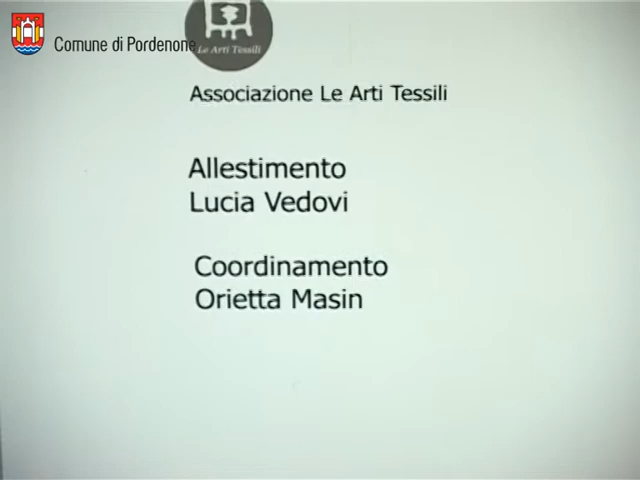 Comune di Pordenone
Le Arti Tessili
Associazione Le Arti Tessili
Allestimento
Lucia Vedovi
Coordinamento
Orietta Masin